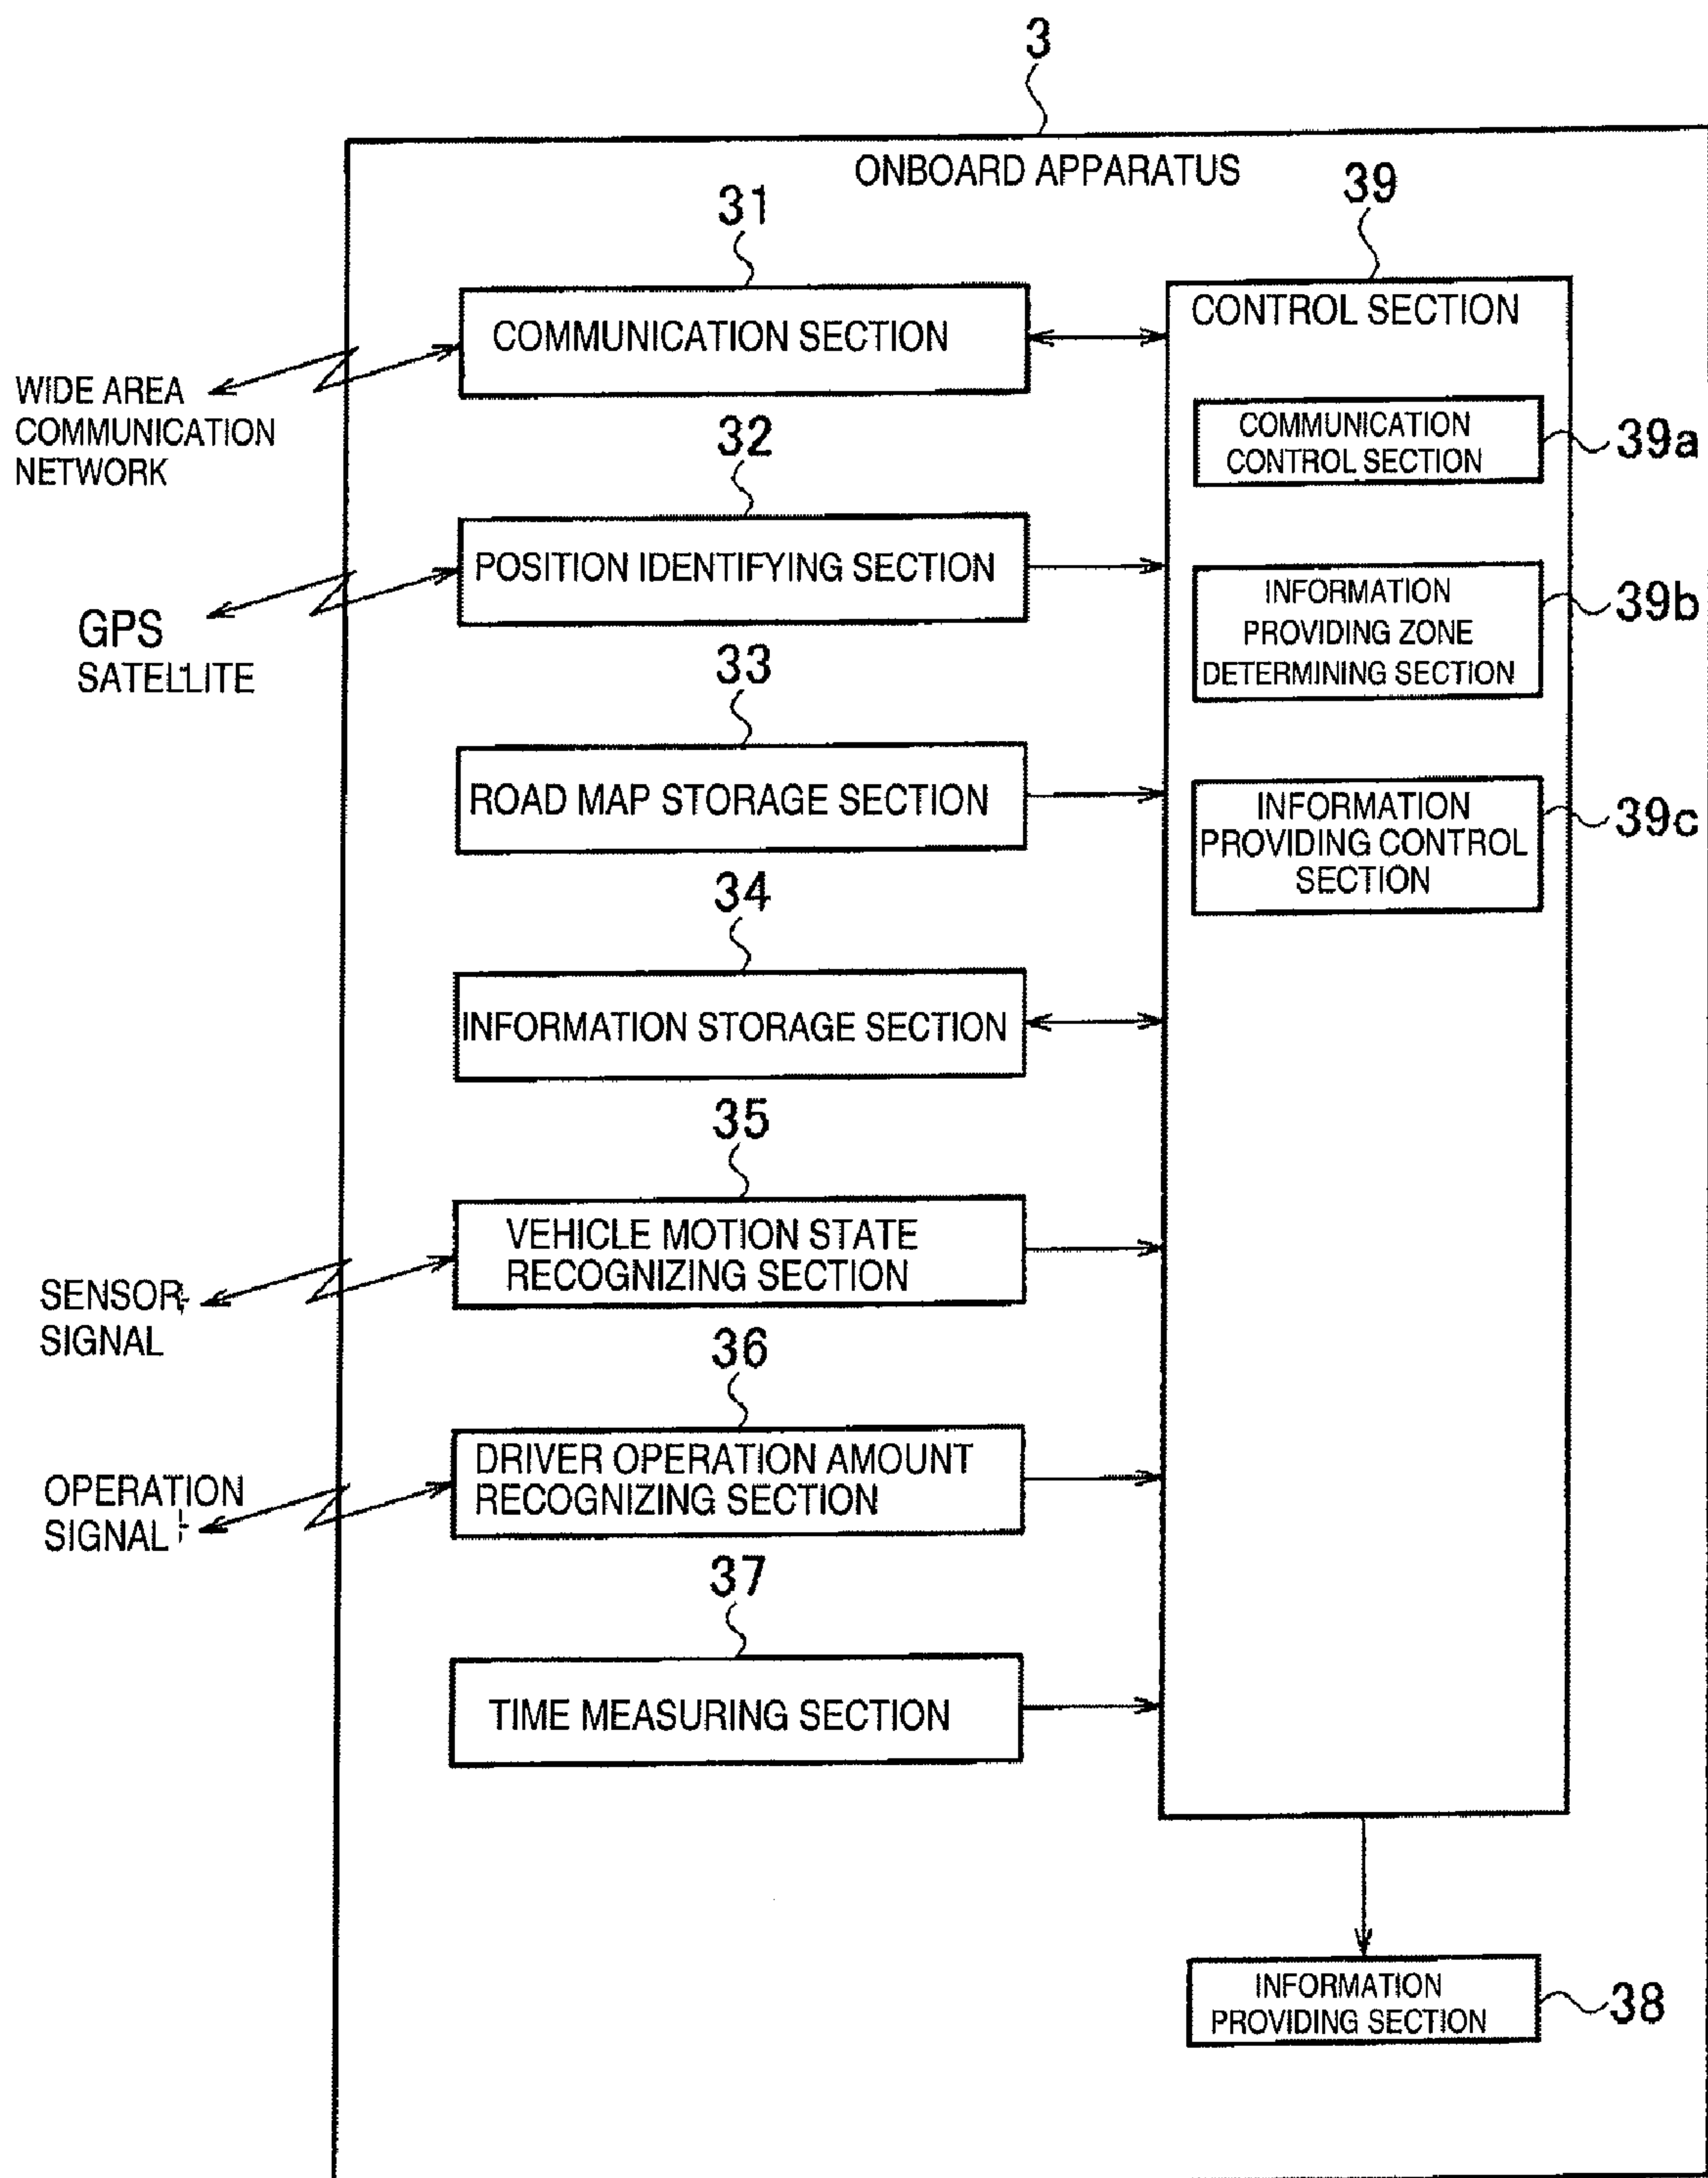 3
ONBOARD APPARATUS
31
COMMUNICATION SECTION
WIDE AREA
COMMUNICATION
NETWORK
32
POSITION IDENTIFYING SECTION
GPS
SATELLITE
33
ROAD MAP STORAGE SECTION
34
INFORMATION STORAGE SECTION
35
VEHICLE MOTION STATE
RECOGNIZING SECTION
SENSOR
SIGNAL
36
DRIVER OPERATION AMOUNT
RECOGNIZING SECTION
OPERATION
SIGNAL
37
TIME MEASURING SECTION
39
CONTROL SECTION
COMMUNICATION
CONTROL SECTION
39a
INFORMATION
PROVIDING ZONE
DETERMINING SECTION
39b
INFORMATION
PROVIDING CONTROL
SECTION
39c
INFORMATION
PROVIDING SECTION
38